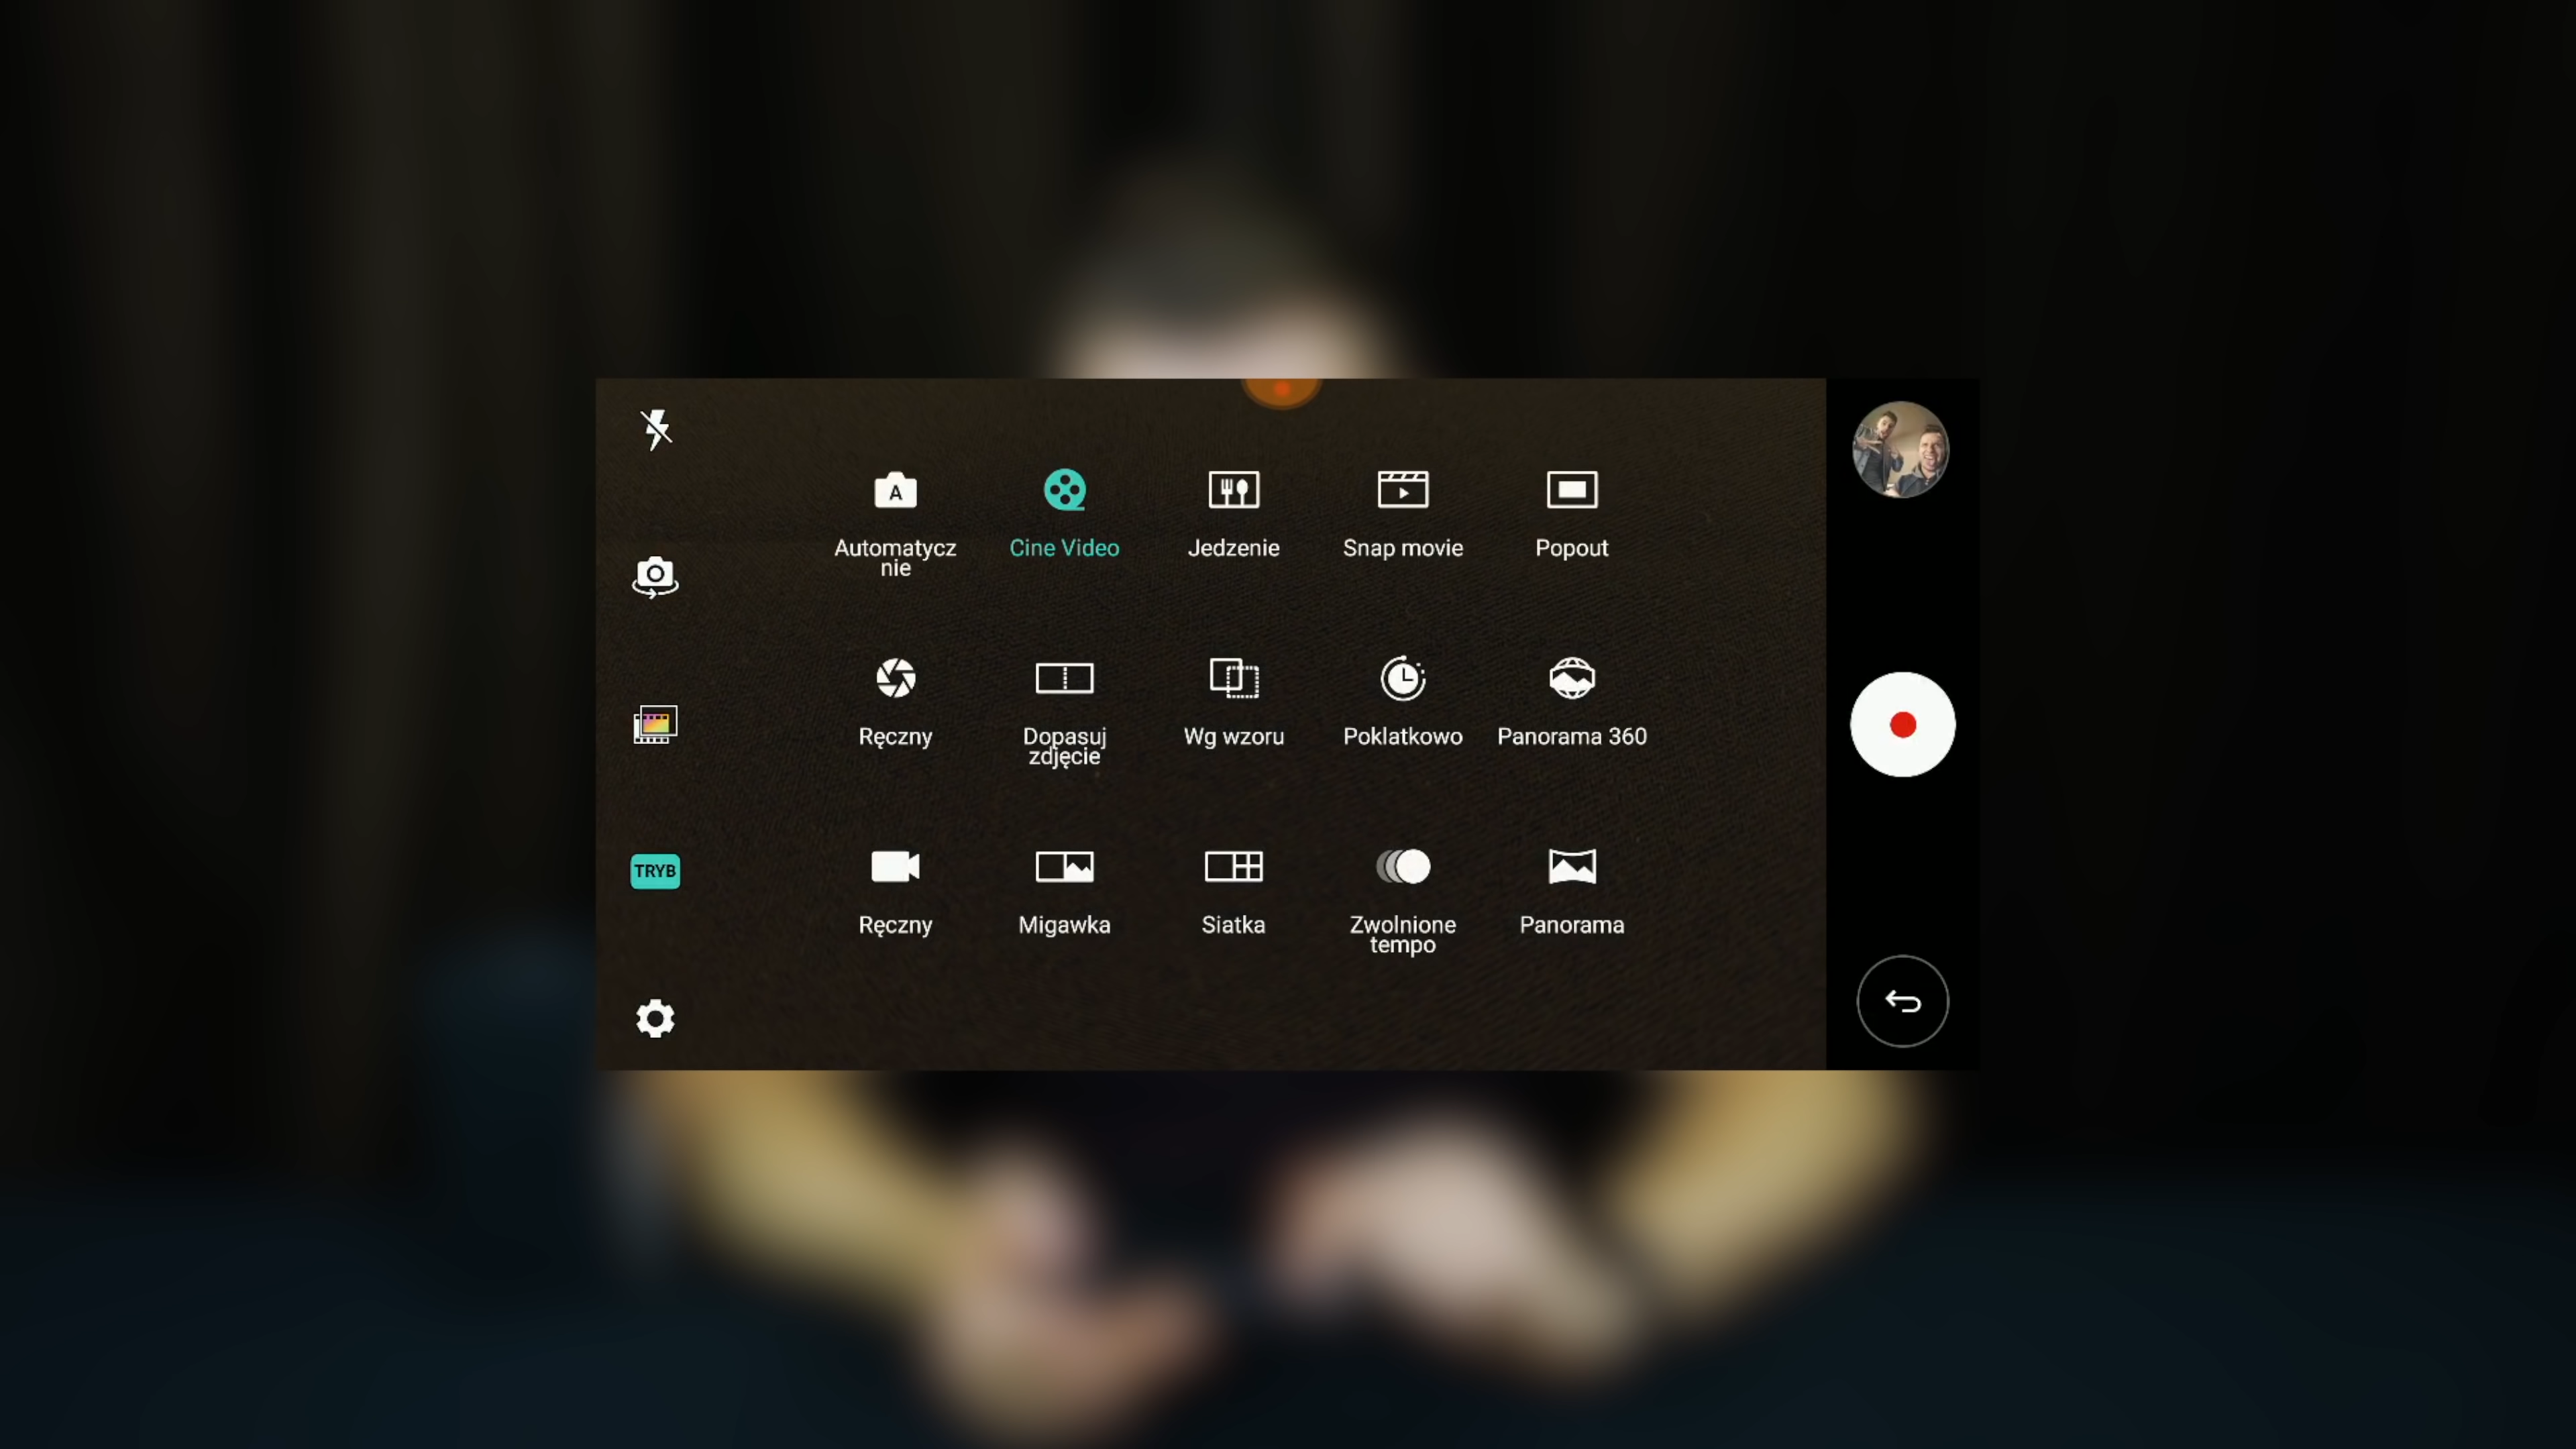 A
Automatycz
nie
Cine Video
Jedzenie
Snap movie
Popout
Ręczny
Dopasuj
zdjęcie
Wg wzoru
Poklatkowo
Panorama 360
TRYB
Ręczny
Migawka
Siatka
Zwolnione
tempo
Panorama